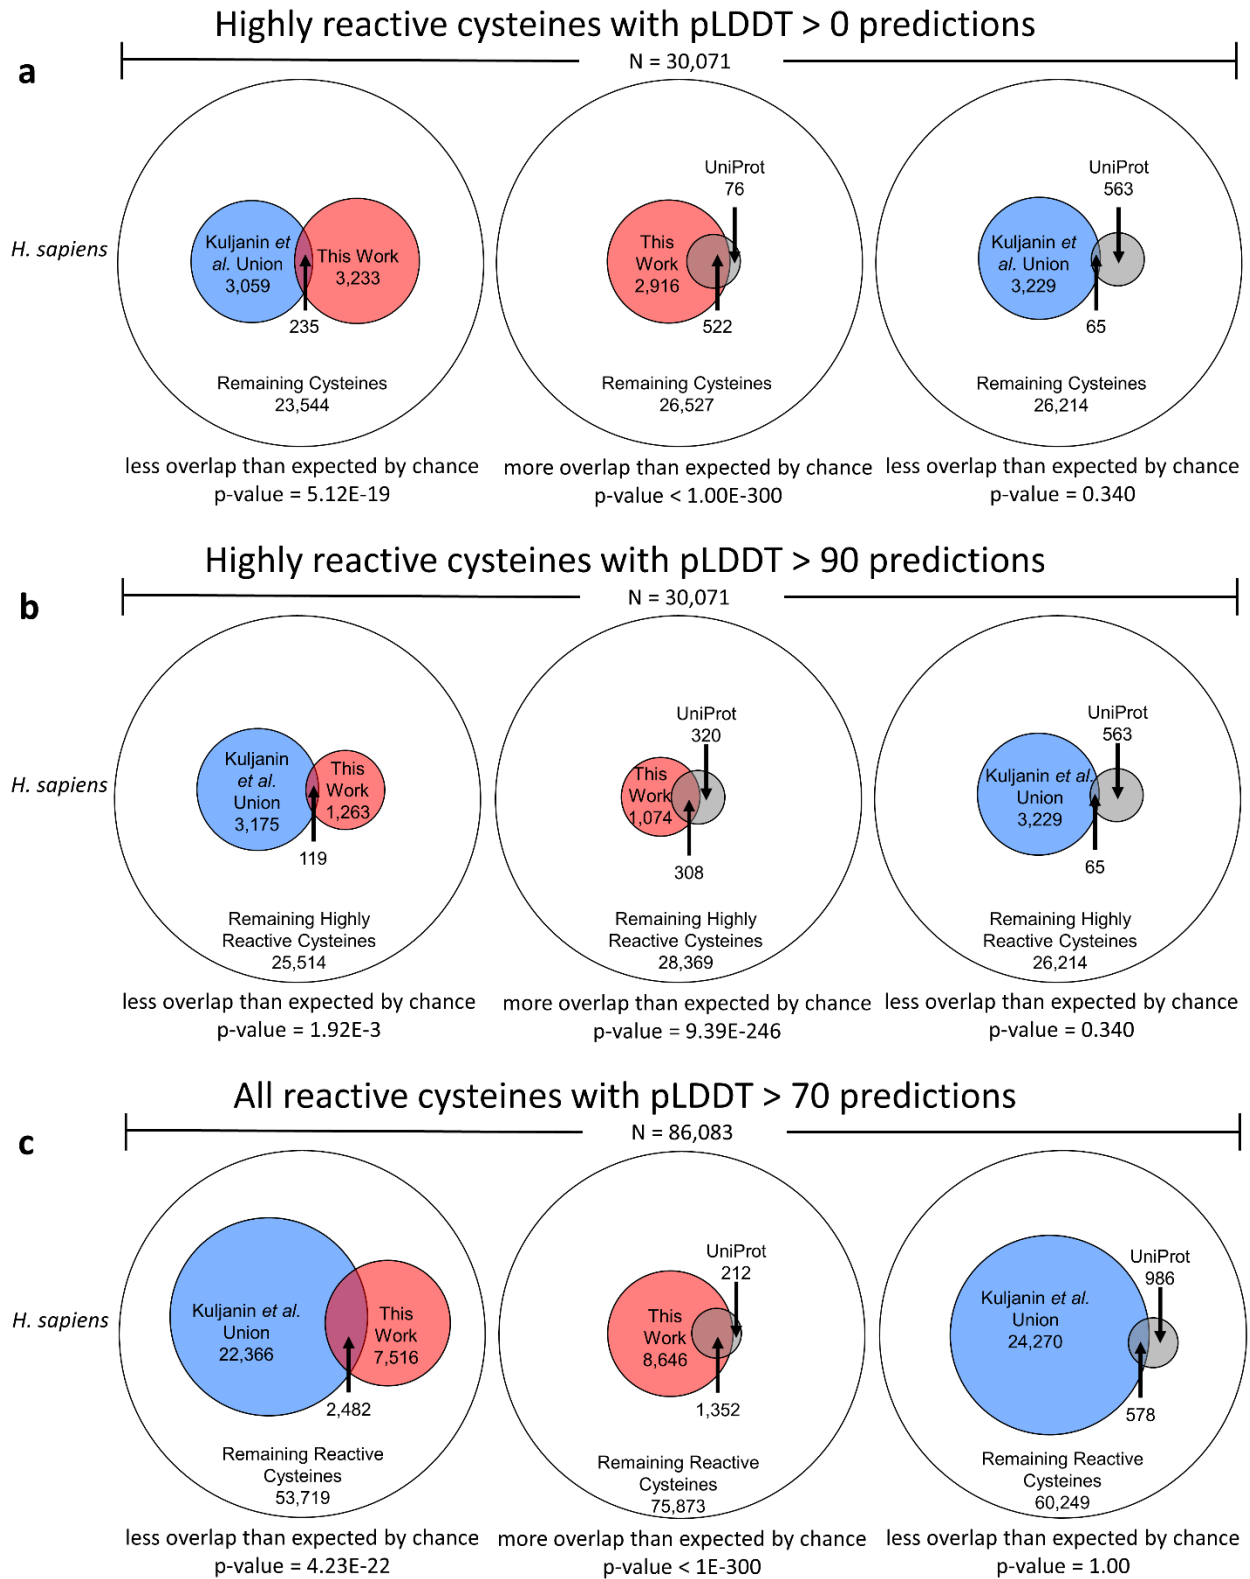 Highly reactive cysteines with pLDDT > 0 predictions
a
N = 30,071
H. sapiens
Kuljanin et
al. Union
3,059
This Work
3,233
235
Remaining Cysteines
23,544
less overlap than expected by chance
p-value = 5.12E-19
UniProt
76
This
Work
2,916
522
Remaining Cysteines
26,527
more overlap than expected by chance
p-value < 1.00E-300
UniProt
563
Kuljanin et
al. Union
3,229
65
Remaining Cysteines
26,214
less overlap than expected by chance
p-value = 0.340
Highly reactive cysteines with pLDDT > 90 predictions
b
N = 30,071
H. sapiens
Kuljanin
et al.
Union
3,175
This
Work
1,263
119
Remaining Highly
Reactive Cysteines
25,514
less overlap than expected by chance
p-value = 1.92E-3
UniProt
320
This
Work
1,074
308
Remaining Highly
Reactive Cysteines
28,369
more overlap than expected by chance
p-value = 9.39E-246
UniProt
563
Kuljanin et al.
Union
3,229
65
Remaining Highly
Reactive Cysteines
26,214
less overlap than expected by chance
p-value = 0.340
All reactive cysteines with pLDDT > 70 predictions
c
N = 86,083
H. sapiens
Kuljanin et al.
Union
22,366
This
Work
7,516
2,482
Remaining Reactive
Cysteines
53,719
less overlap than expected by chance
p-value = 4.23E-22
UniProt
212
This
Work
8,646
1,352
Remaining Reactive
Cysteines
75,873
more overlap than expected by chance
p-value < 1E-300
UniProt
986
Kuljanin et al.
Union
24,270
578
Remaining Reactive
Cysteines
60,249
less overlap than expected by chance
p-value = 1.00